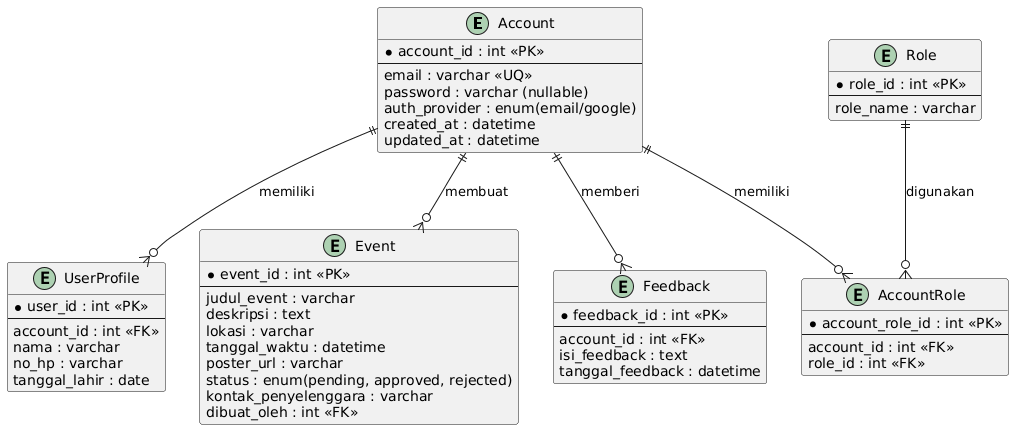 E Account
* account_id : int «PK»
email : varchar «UQ»
password : varchar (nullable)
auth_provider : enum(email/google)
created_at : datetime
updated_at : datetime
E Role
* role_id : int «PK»
role_name : varchar
memiliki
membuat
memberi
memiliki
digunakan
E UserProfile
* user_id : int «PK»
account_id : int «FK»
nama : varchar
no_hp : varchar
tanggal_lahir : date
E Event
* event_id : int «PK»
judul_event : varchar
deskripsi : text
lokasi : varchar
tanggal_waktu : datetime
poster_url : varchar
status : enum(pending, approved, rejected)
kontak_penyelenggara : varchar
dibuat_oleh : int «FK»
E Feedback
* feedback_id : int «PK»
account_id : int «FK»
isi_feedback : text
tanggal_feedback : datetime
E AccountRole
* account_role_id : int «PK»
account_id : int «FK»
role_id : int «FK»